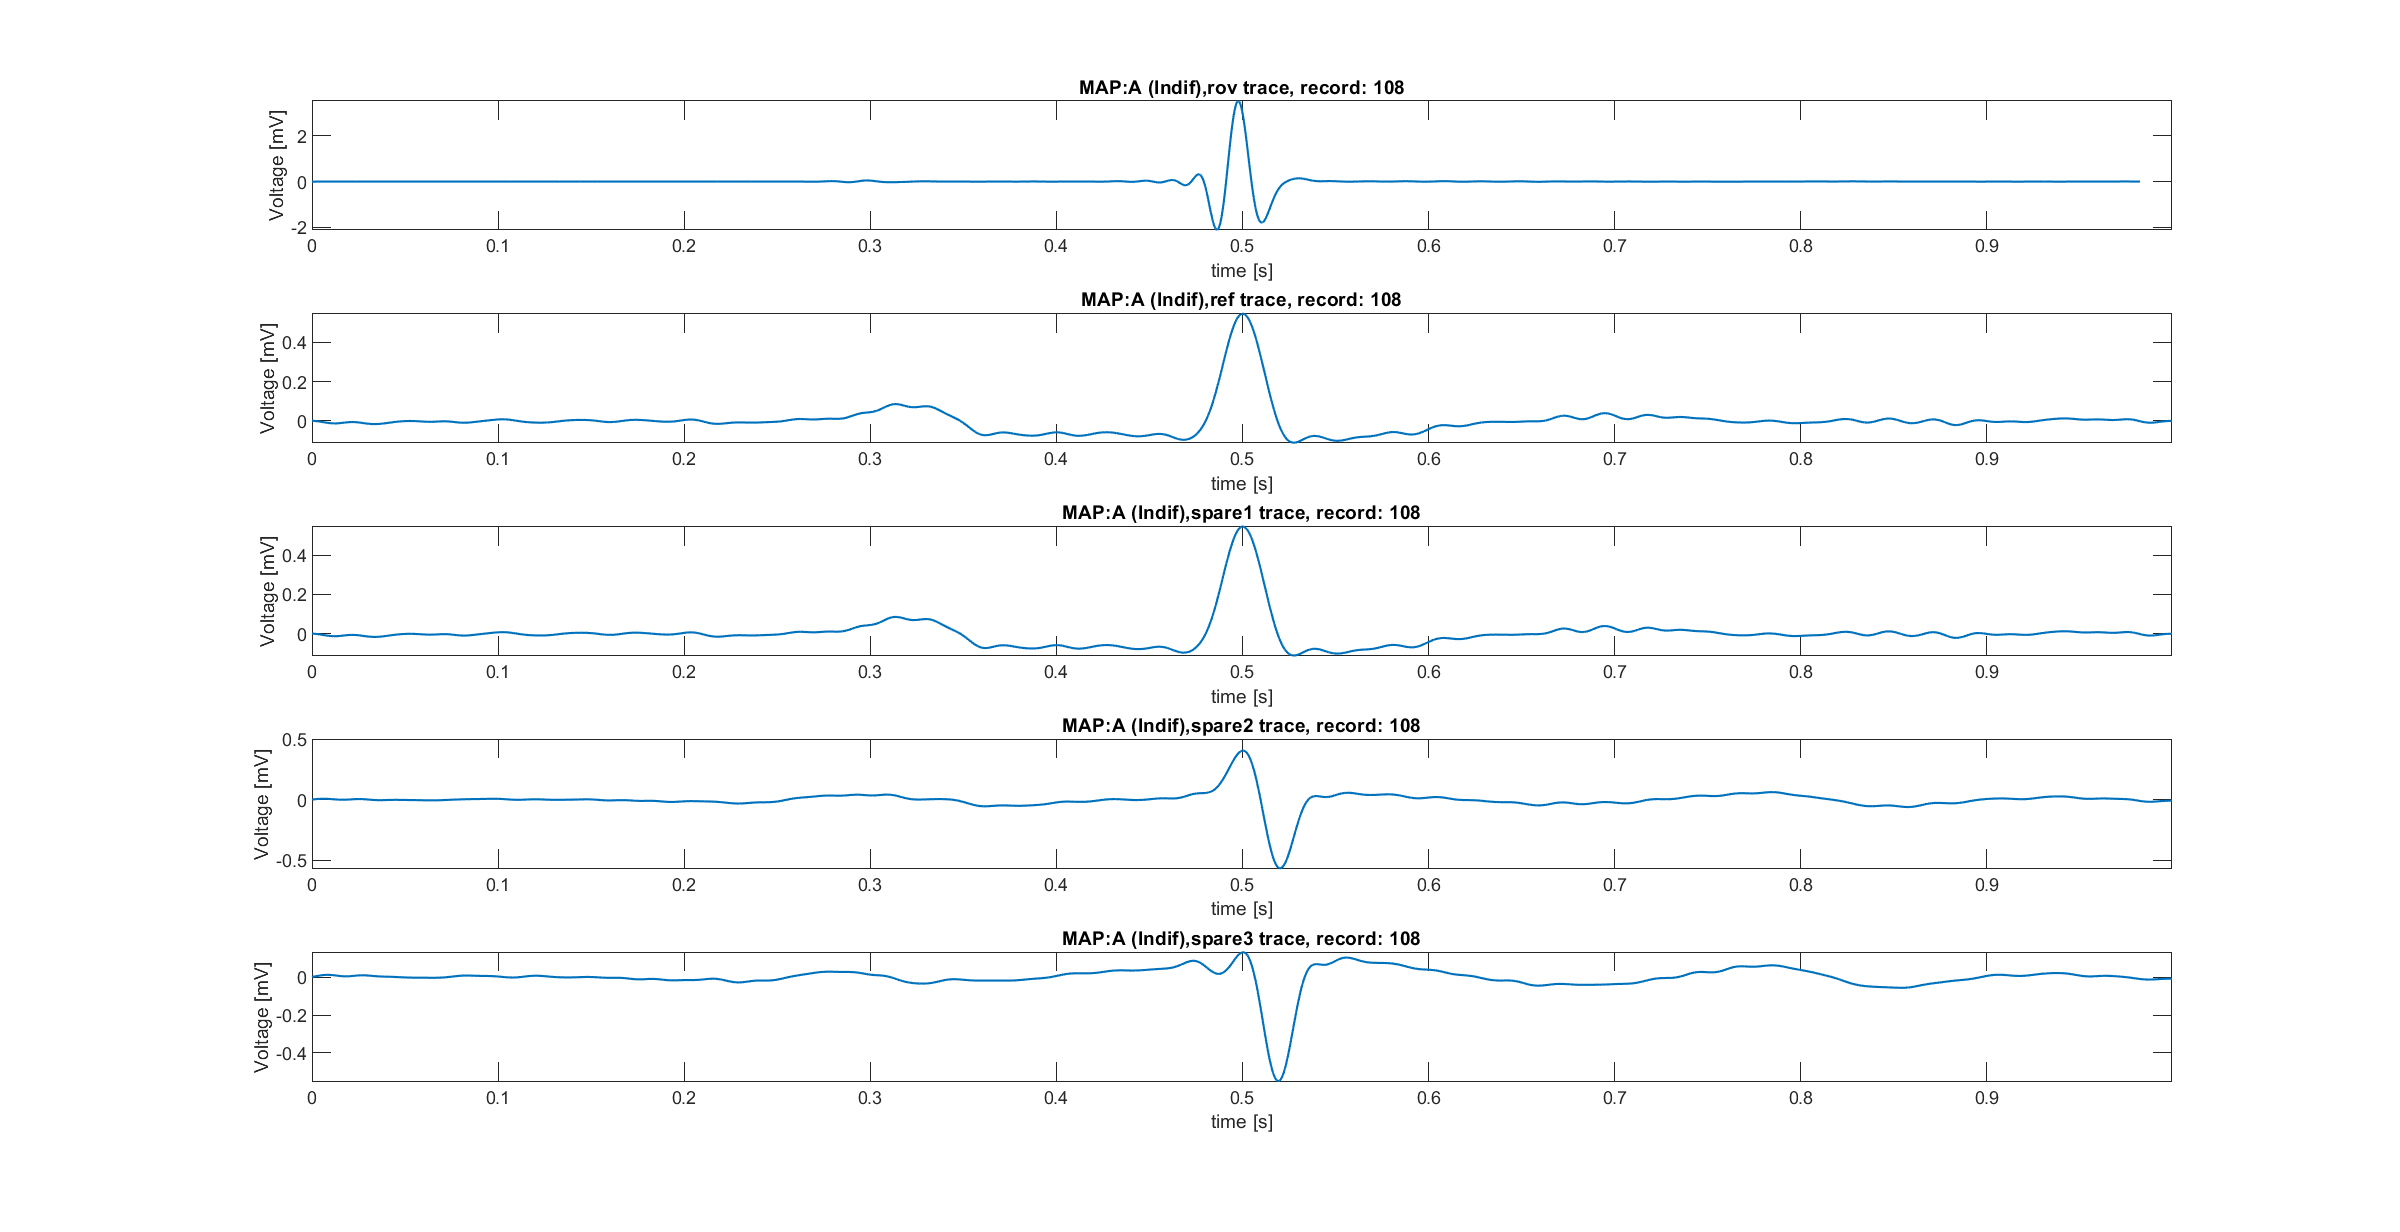 MAP:A (Indif),rov trace, record: 108
Voltage [mV]
2
0
-2
0 0.1 0.2 0.3 0.4 0.5 0.6 0.7 0.8 0.9
time [s]
MAP:A (Indif),ref trace, record: 108
Voltage [mV]
0.4
0.2
0
0 0.1 0.2 0.3 0.4 0.5 0.6 0.7 0.8 0.9
time [s]
MAP:A (Indif),spare1 trace, record: 108
Voltage [mV]
0.4
0.2
0
0 0.1 0.2 0.3 0.4 0.5 0.6 0.7 0.8 0.9
time [s]
MAP:A (Indif),spare2 trace, record: 108
Voltage [mV]
0.5
0
-0.5
0 0.1 0.2 0.3 0.4 0.5 0.6 0.7 0.8 0.9
time [s]
MAP:A (Indif),spare3 trace, record: 108
Voltage [mV]
0
-0.2
-0.4
0 0.1 0.2 0.3 0.4 0.5 0.6 0.7 0.8 0.9
time [s]